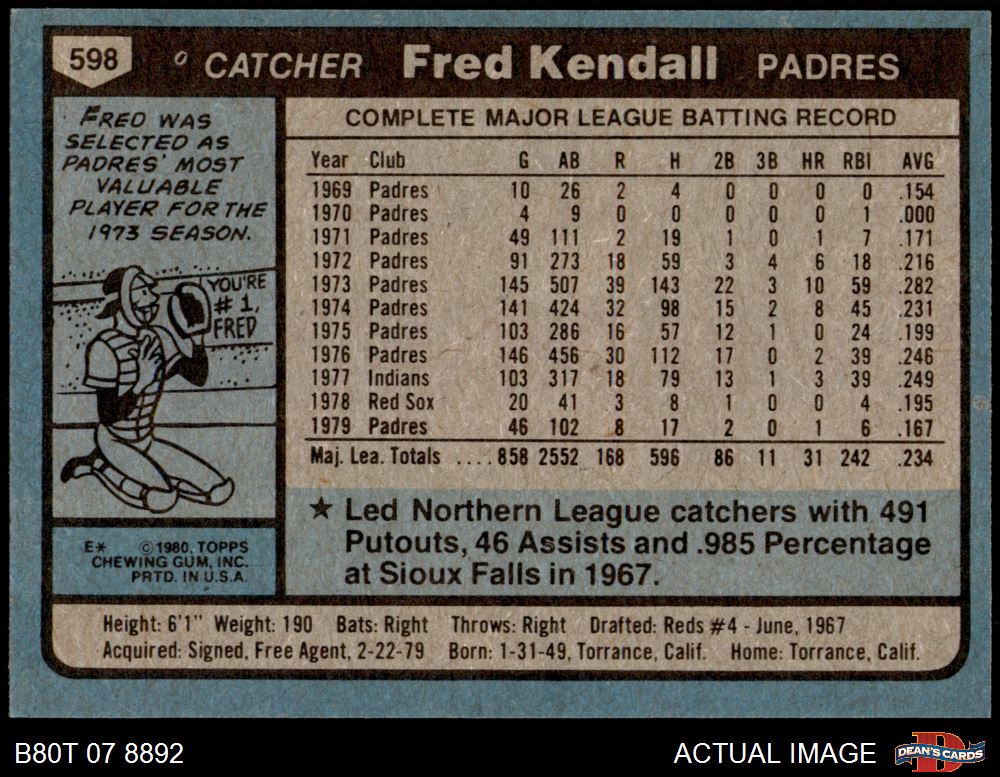 598 CATCHER Fred Kendall PADRES
FRED WAS
SELECTED AS
PADRES' MOST
VALUABLE
PLAYER FOR THE
1973 SEASON.
YOU'RE
#1,
FRED
E* ©1980, TOPPS
CHEWING GUM, INC.
PRTD. IN U.S.A.
COMPLETE MAJOR LEAGUE BATTING RECORD
Year Club G AB R H 2B 3B HR RBI AVG
1969 Padres 10 26 2 4 0 0 0 0 .154
1970 Padres 4 9 0 0 0 0 0 1 .000
1971 Padres 49 111 2 19 1 0 1 7 .171
1972 Padres 91 273 18 59 3 4 6 18 .216
1973 Padres 145 507 39 143 22 3 10 59 .282
1974 Padres 141 424 32 98 15 2 8 45 .231
1975 Padres 103 286 16 57 12 1 0 24 .199
1976 Padres 146 456 30 112 17 0 2 39 .246
1977 Indians 103 317 18 79 13 1 3 39 .249
1978 Red Sox 20 41 3 8 1 0 0 4 .195
1979 Padres 46 102 8 17 2 0 1 6 .167
Maj. Lea. Totals ....858 2552 168 596 86 11 31 242 .234
★ Led Northern League catchers with 491
Putouts, 46 Assists and .985 Percentage
at Sioux Falls in 1967.
Height: 6'1" Weight: 190 Bats: Right Throws: Right Drafted: Reds #4 - June, 1967
Acquired: Signed, Free Agent, 2-22-79 Born: 1-31-49, Torrance, Calif. Home: Torrance, Calif.
B80T 07 8892 ACTUAL IMAGE D DEAN'S CARDS